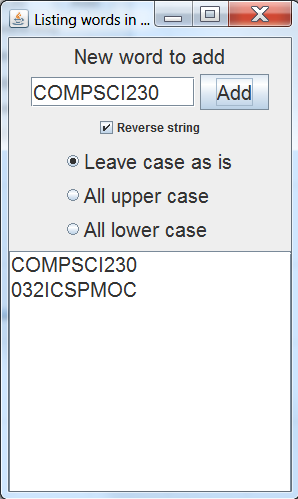 Listing words in ...
New word to add
COMPSCI230
Add
Reverse string
Leave case as is
All upper case
All lower case
COMPSCI230
032ICSPMOC